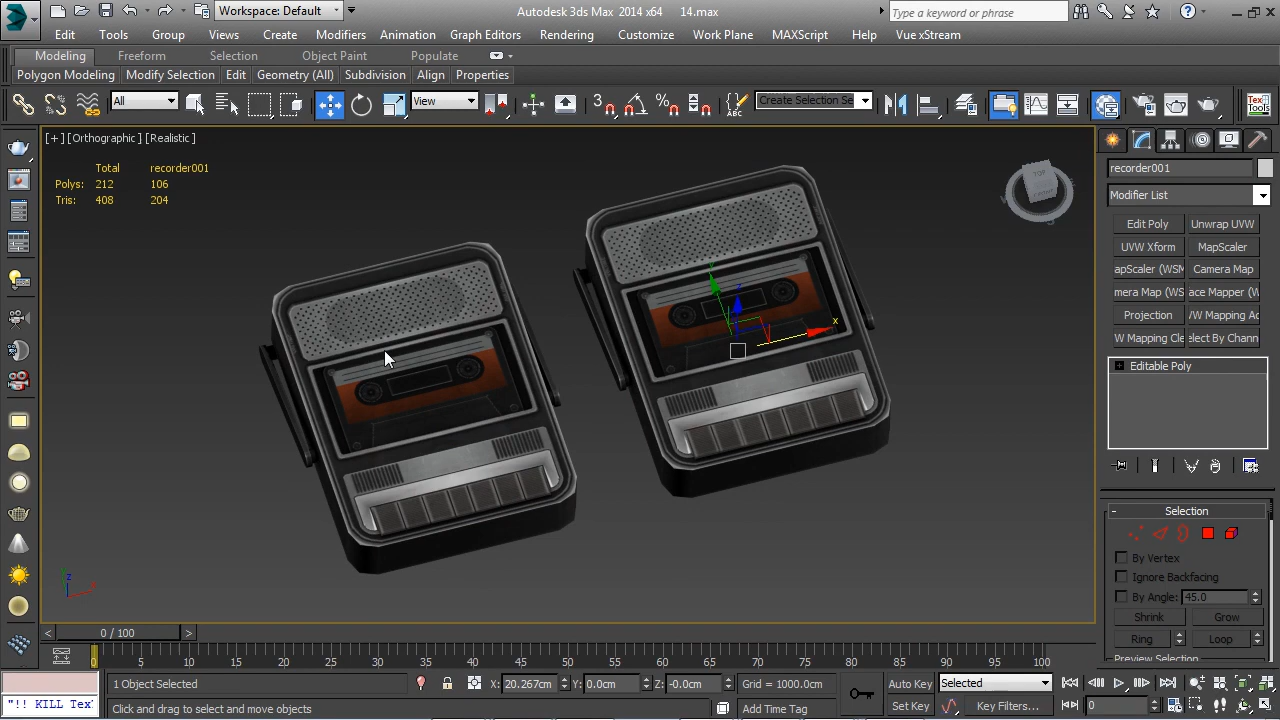 Workspace: Default
Autodesk 3ds Max 2014 x64 14.max
Type a keyword or phrase
Edit Tools Group Views Create Modifiers Animation Graph Editors Rendering Customize Work Plane MAXScript Help Vue xStream
Modeling Freeform Selection Object Paint Populate
Polygon Modeling Modify Selection Edit Geometry (All) Subdivision Align Properties
All View 3 ABC Create Selection Se Tex Tools
[+] [Orthographic] [Realistic]
Total recorder001
Polys: 212 106
Tris: 408 204
TOP
x
z
recorder001
Modifier List
Edit Poly Unwrap UVW
UVW Xform MapScaler
apScaler (WSM Camera Map
mera Map (WS ace Mapper (W
Projection /W Mapping Ad
W Mapping Cle elect By Chann
Editable Poly
Selection
By Vertex
Ignore Backfacing
By Angle: 45.0
Shrink Grow
Ring Loop
Preview Selection
< 0 / 100 >
0 5 10 15 20 25 30 35 40 45 50 55 60 65 70 75 80 85 90 95 100
1 Object Selected X: 20.267cm Y: 0.0cm Z: -0.0cm Grid = 1000.0cm Auto Key Selected
"!! KILL Tex Click and drag to select and move objects Add Time Tag Set Key Key Filters... 0